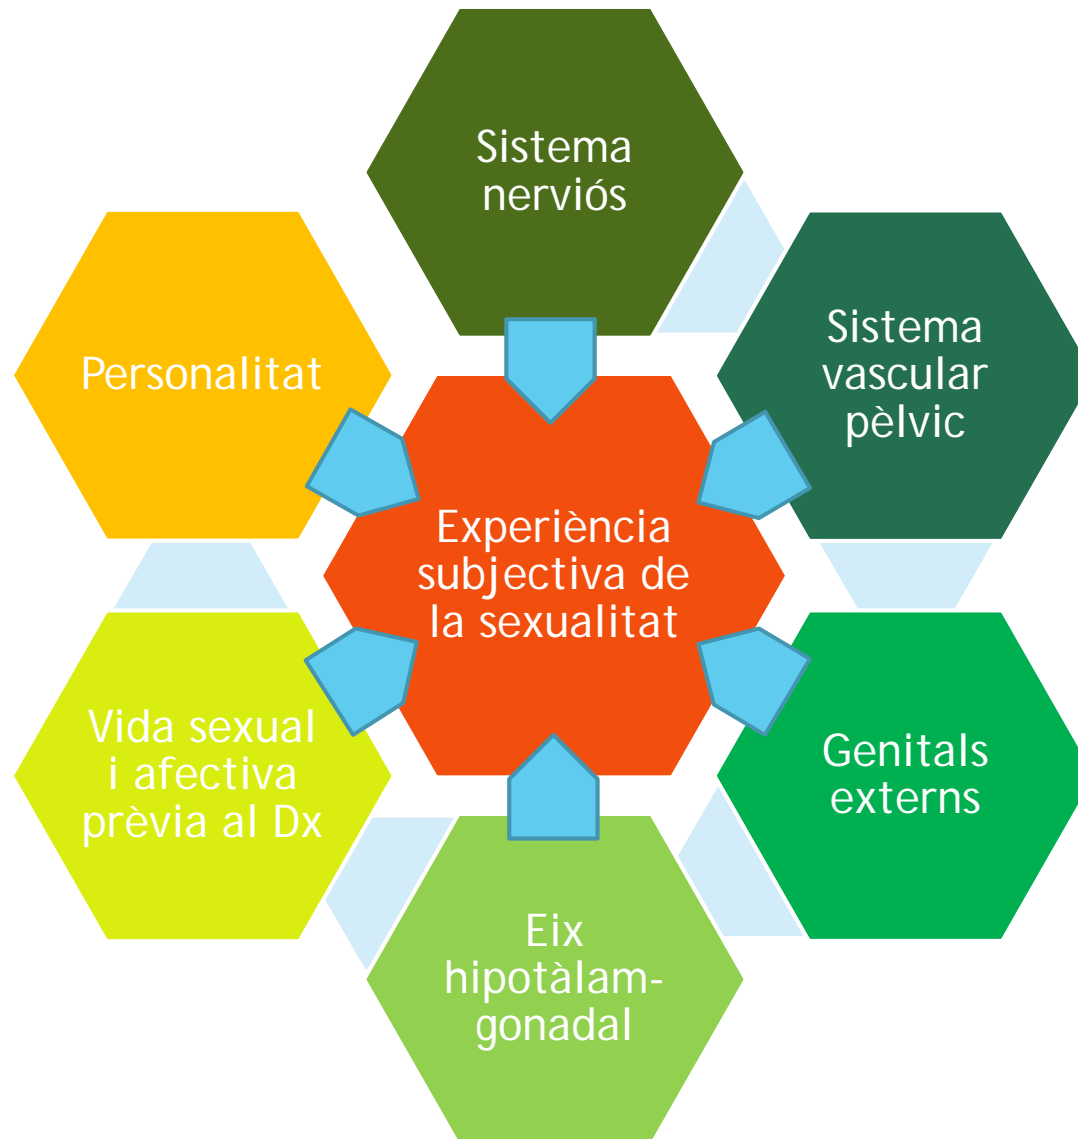 Sistema
nerviós
Sistema
vascular
pèlvic
Personalitat
Experiència
subjectiva de
la sexualitat
Vida sexual
i afectiva
prèvia al Dx
Genitals
externs
Eix
hipotàlam-
gonadal